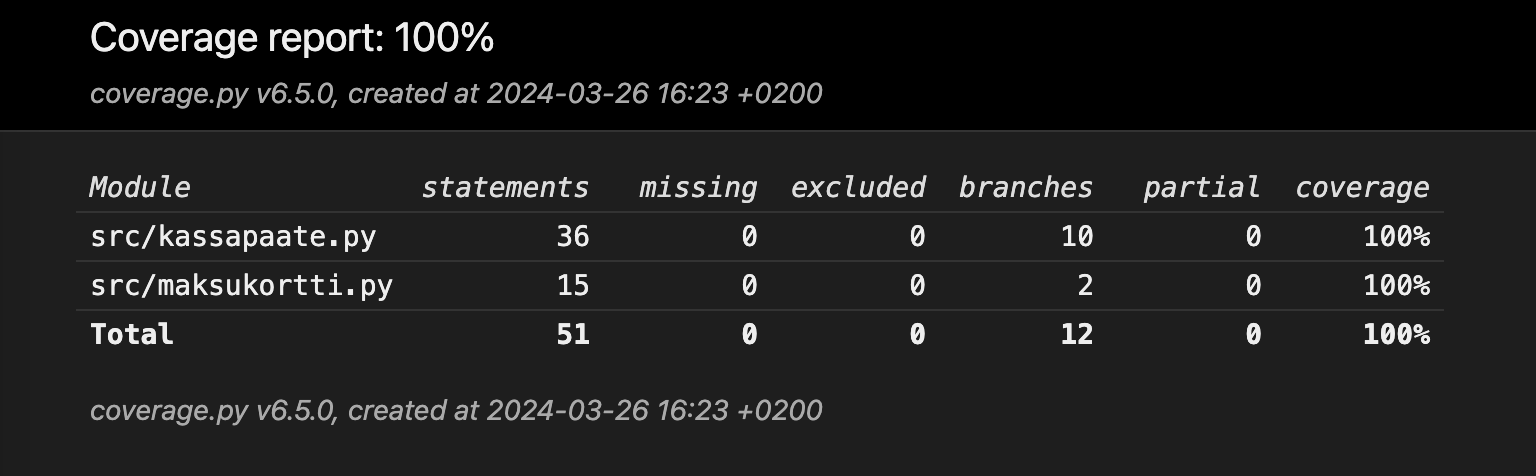 Coverage report: 100%
coverage.py v6.5.0, created at 2024-03-26 16:23 +0200
Module statements missing excluded branches partial coverage
src/kassapaate.py 36 0 0 10 0 100%
src/maksukortti.py 15 0 0 2 0 100%
Total 51 0 0 12 0 100%
coverage.py v6.5.0, created at 2024-03-26 16:23 +0200